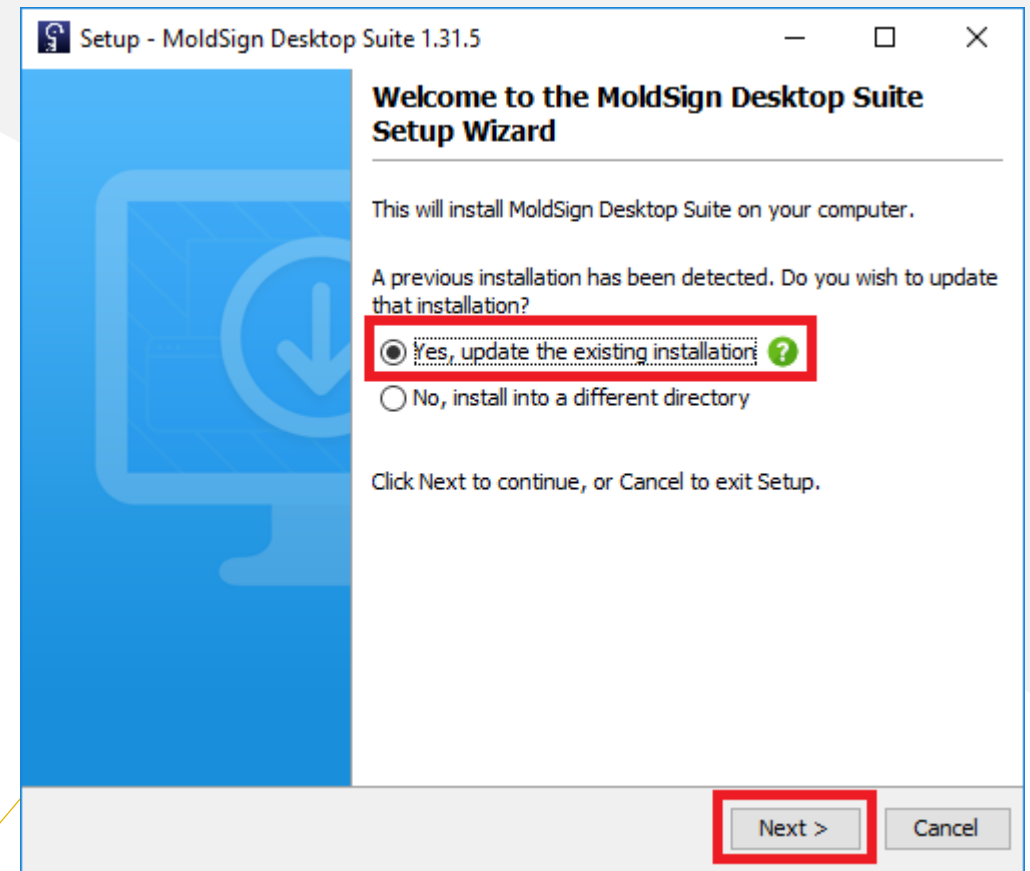 Setup - MoldSign Desktop Suite 1.31.5
Welcome to the MoldSign Desktop Suite
Setup Wizard
This will install MoldSign Desktop Suite on your computer.
A previous installation has been detected. Do you wish to update
that installation?
Yes, update the existing installation
No, install into a different directory
Click Next to continue, or Cancel to exit Setup.
Next >
Cancel